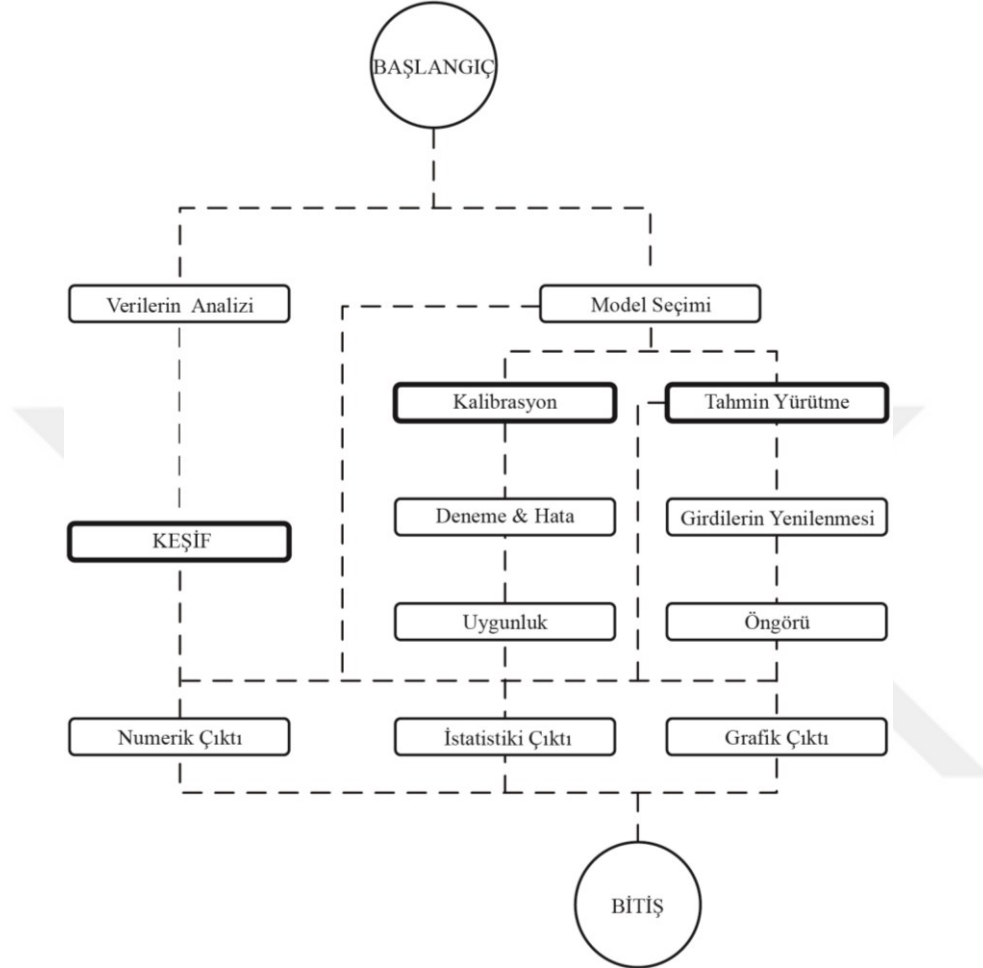 BAŞLANGIÇ
Verilerin Analizi
Model Seçimi
Kalibrasyon
Tahmin Yürütme
Deneme & Hata
Girdilerin Yenilenmesi
KEŞİF
Uygunluk
Öngörü
Numerik Çıktı
İstatistiki Çıktı
Grafik Çıktı
BİTİŞ